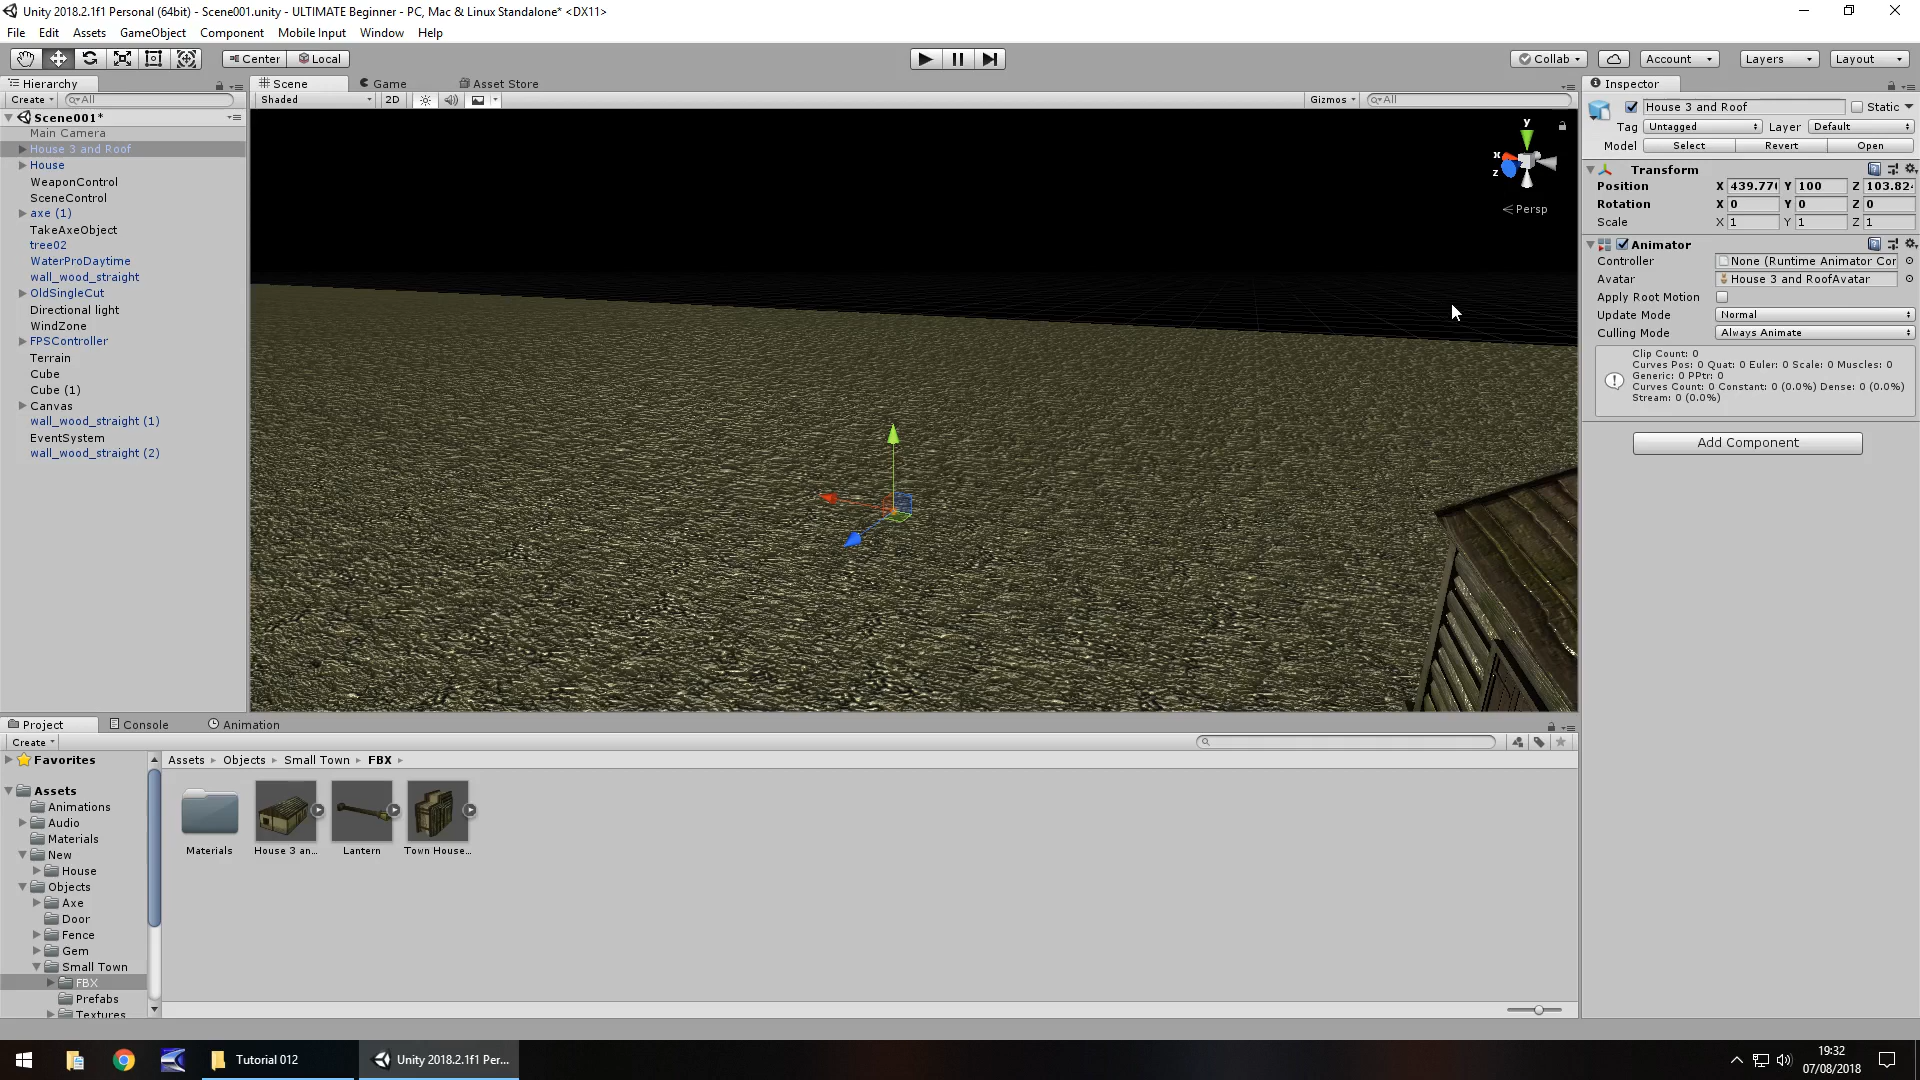 Unity 2018.2.1f1 Personal (64bit) - Scene001.unity - ULTIMATE Beginner - PC, Mac & Linux Standalone* <DX11>
File Edit Assets GameObject Component Mobile Input Window Help
Center Local
Collab Account Layers Layout
Hierarchy
Create All
Scene001*
Main Camera
House 3 and Roof
House
WeaponControl
SceneControl
axe (1)
TakeAxeObject
tree02
WaterProDaytime
wall_wood_straight
OldSingleCut
Directional light
WindZone
FPSController
Terrain
Cube
Cube (1)
Canvas
wall_wood_straight (1)
EventSystem
wall_wood_straight (2)
Scene Game Asset Store
Shaded 2D Gizmos All
y
x
z
Persp
Inspector
House 3 and Roof Static
Tag Untagged Layer Default
Model Select Revert Open
Transform
Position X 439.77 Y 100 Z 103.82
Rotation X 0 Y 0 Z 0
Scale X 1 Y 1 Z 1
Animator
Controller None (Runtime Animator Cor
Avatar House 3 and RoofAvatar
Apply Root Motion
Update Mode Normal
Culling Mode Always Animate
Clip Count: 0
Curves Pos: 0 Quat: 0 Euler: 0 Scale: 0 Muscles: 0
Generic: 0 PPtr: 0
Curves Count: 0 Constant: 0 (0.0%) Dense: 0 (0.0%)
Stream: 0 (0.0%)
Add Component
Project Console Animation
Create
Favorites
Assets
Animations
Audio
Materials
New
House
Objects
Axe
Door
Fence
Gem
Small Town
FBX
Prefabs
Textures
Assets Objects Small Town FBX
Materials House 3 an... Lantern Town House...
Tutorial 012
Unity 2018.2.1f1 Per...
19:32
07/08/2018